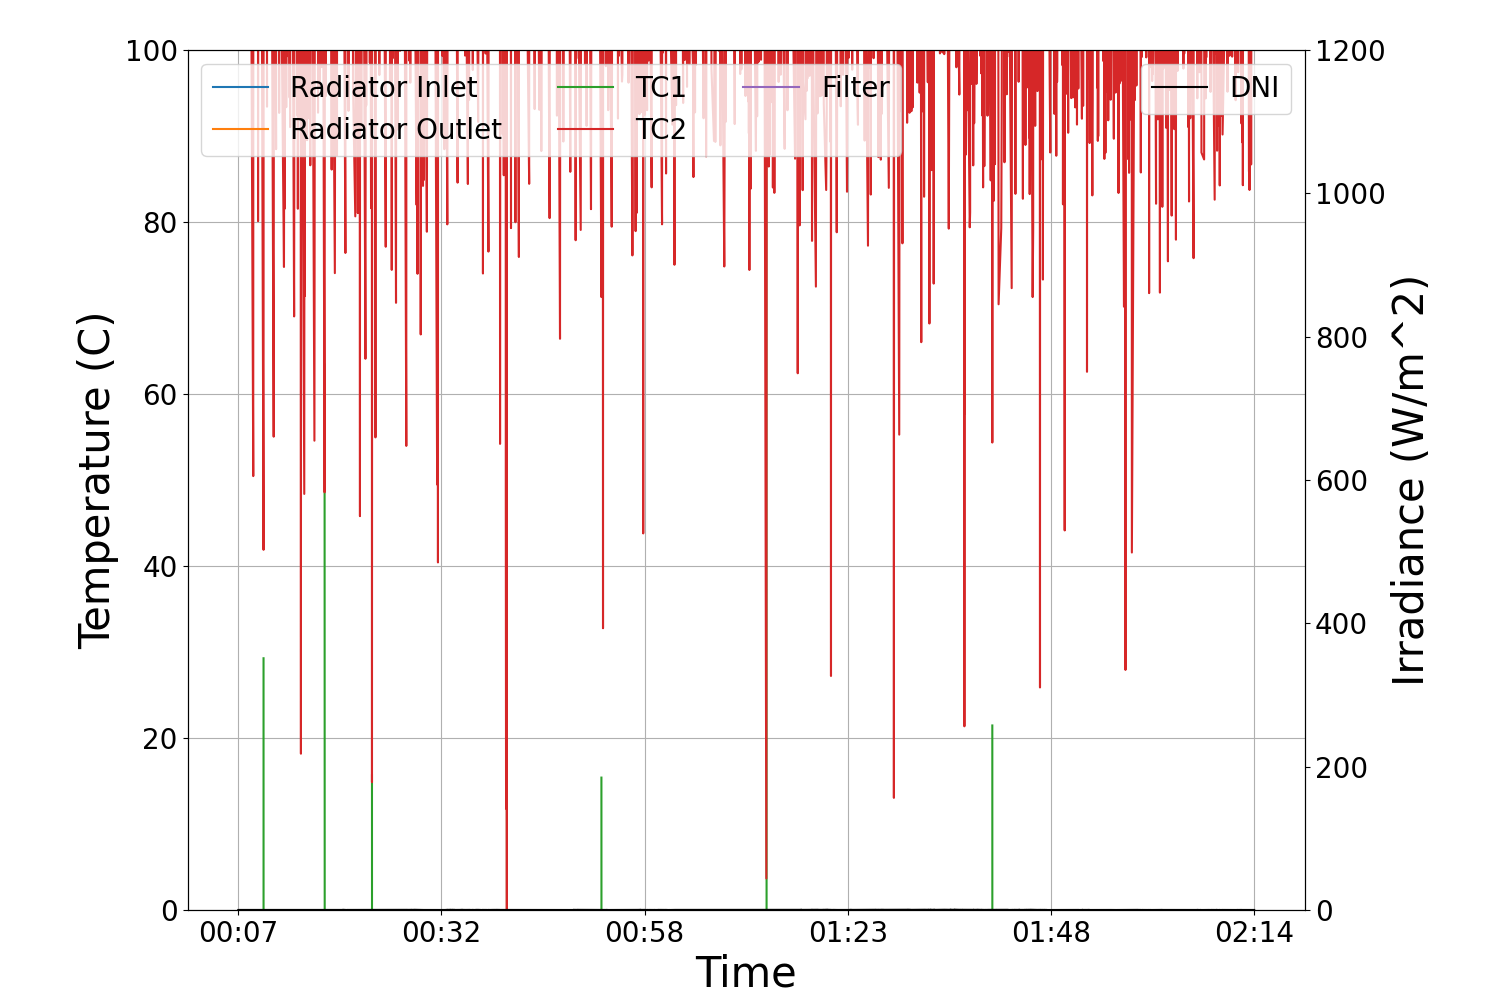 100
80
60
40
20
0
Temperature (C)
Radiator Inlet
Radiator Outlet
TC1
TC2
Filter
DNI
1200
1000
800
600
400
200
0
Irradiance (W/m^2)
00:07 00:32 00:58 01:23 01:48 02:14
Time